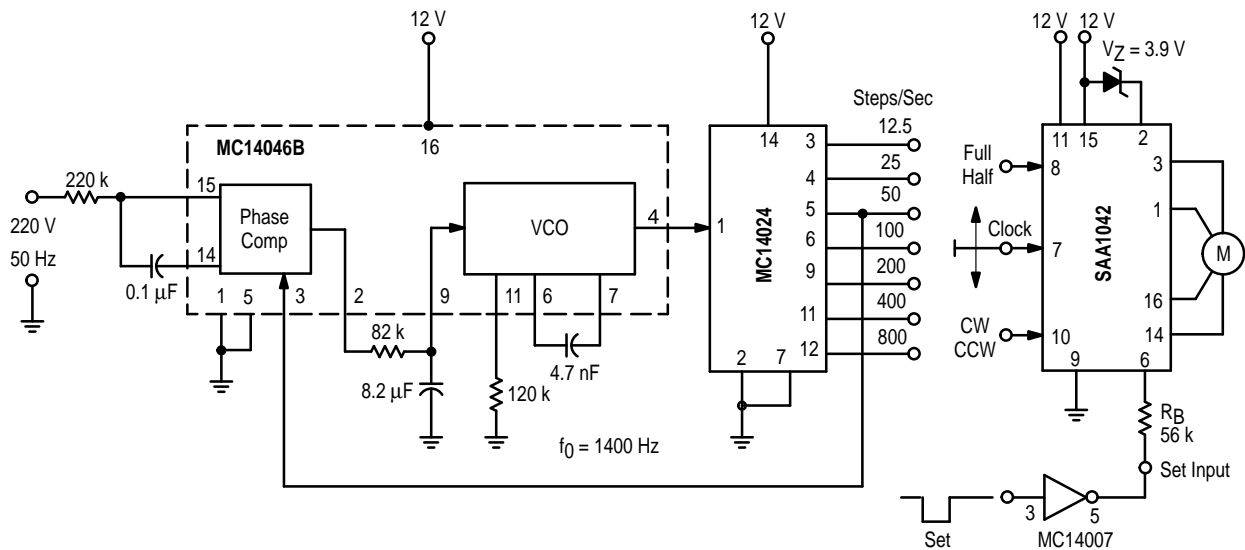 12 V
12 V
12 V
12 V
VZ = 3.9 V
Steps/Sec
MC14046B
16
14
3
12.5
4
25
5
50
6
100
9
200
11
400
12
800
220 k
220 V
50 Hz
15
14
Phase
Comp
0.1 µF
1
5
3
2
9
11
6
7
VCO
4
82 k
8.2 µF
120 k
4.7 nF
f0 = 1400 Hz
1
MC14024
2
7
11
15
2
Full
Half
8
Clock
7
CW
CCW
10
SAA1042
3
1
16
14
M
9
6
RB
56 k
Set Input
3
5
Set
MC14007